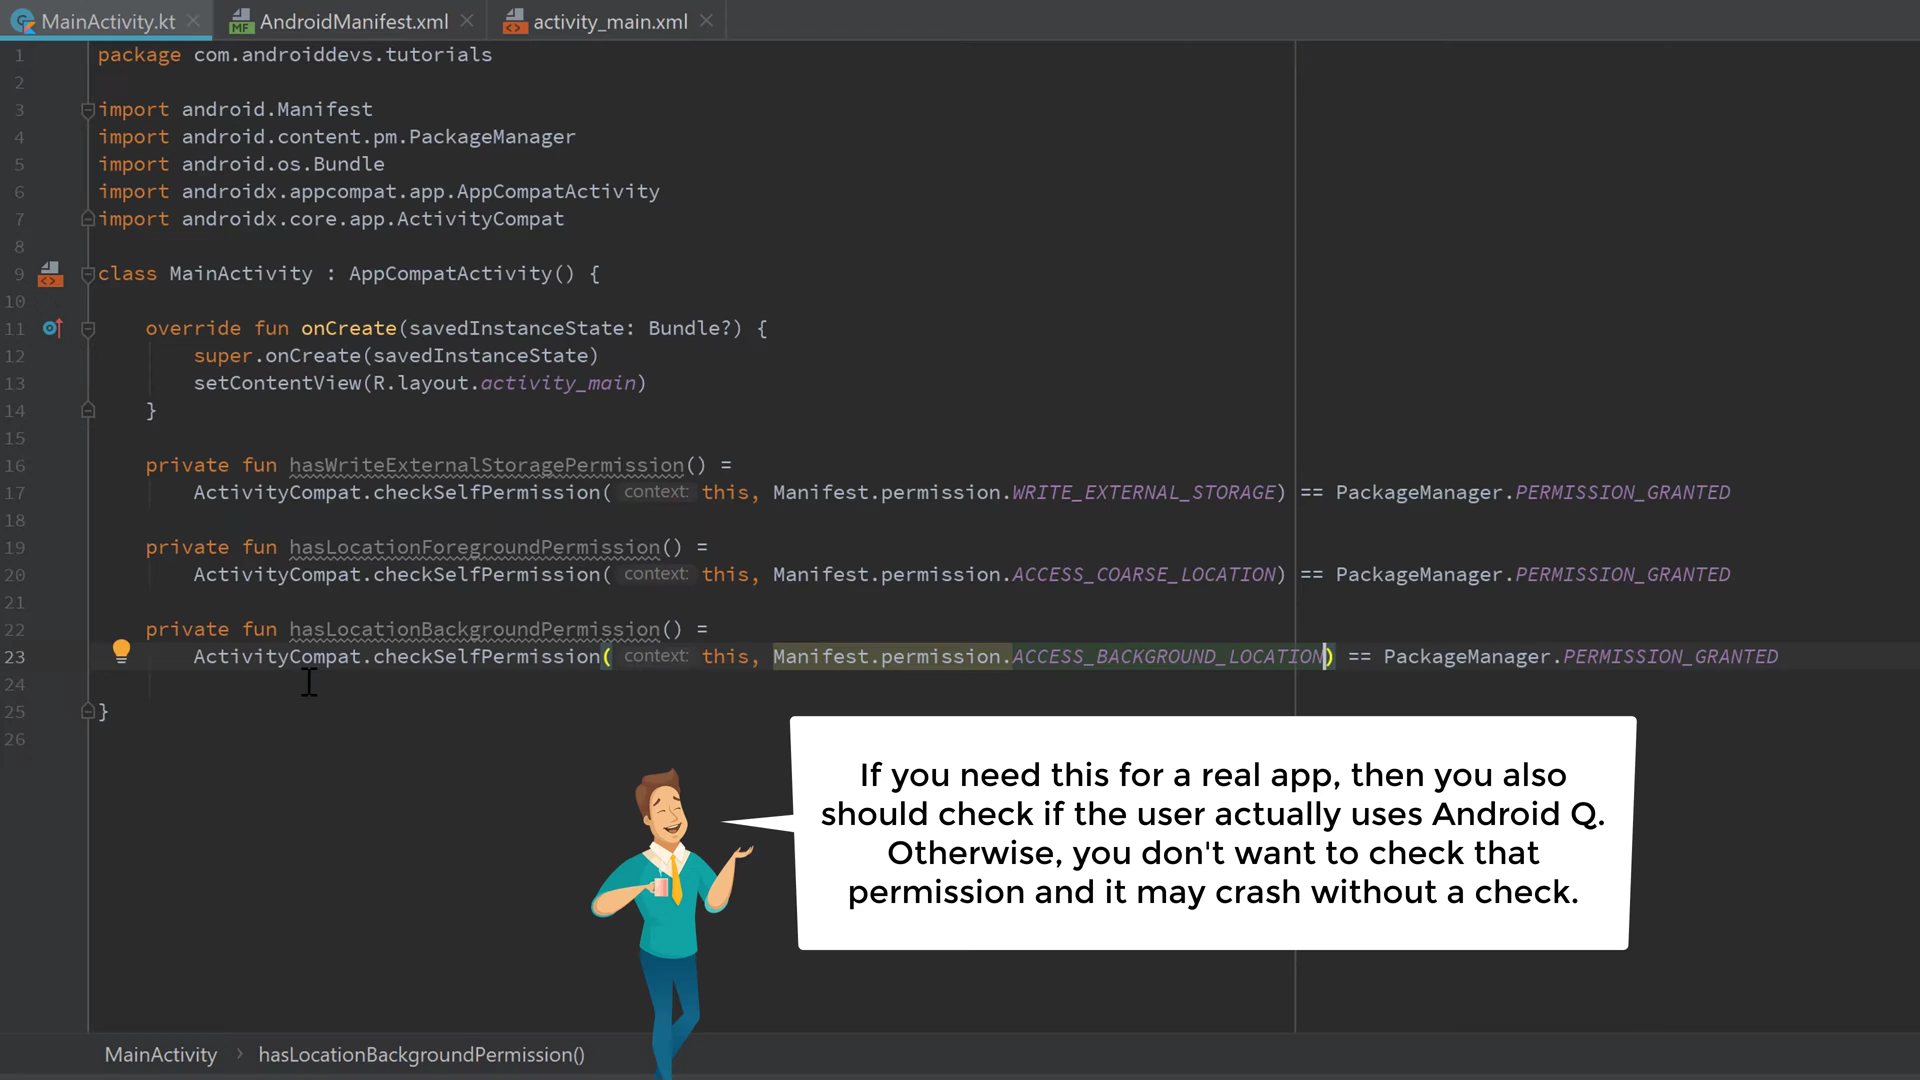 MainActivity.kt AndroidManifest.xml activity_main.xml
1 package com.androiddevs.tutorials
2
3 import android.Manifest
4 import android.content.pm.PackageManager
5 import android.os.Bundle
6 import androidx.appcompat.app.AppCompatActivity
7 import androidx.core.app.ActivityCompat
8
9 class MainActivity : AppCompatActivity() {
10
11 override fun onCreate(savedInstanceState: Bundle?) {
12 super.onCreate(savedInstanceState)
13 setContentView(R.layout.activity_main)
14 }
15
16 private fun hasWriteExternalStoragePermission() =
17 ActivityCompat.checkSelfPermission( context: this, Manifest.permission.WRITE_EXTERNAL_STORAGE) == PackageManager.PERMISSION_GRANTED
18
19 private fun hasLocationForegroundPermission() =
20 ActivityCompat.checkSelfPermission( context: this, Manifest.permission.ACCESS_COARSE_LOCATION) == PackageManager.PERMISSION_GRANTED
21
22 private fun hasLocationBackgroundPermission() =
23 ActivityCompat.checkSelfPermission( context: this, Manifest.permission.ACCESS_BACKGROUND_LOCATION) == PackageManager.PERMISSION_GRANTED
24
25 }
26
If you need this for a real app, then you also
should check if the user actually uses Android Q.
Otherwise, you don't want to check that
permission and it may crash without a check.
MainActivity › hasLocationBackgroundPermission()